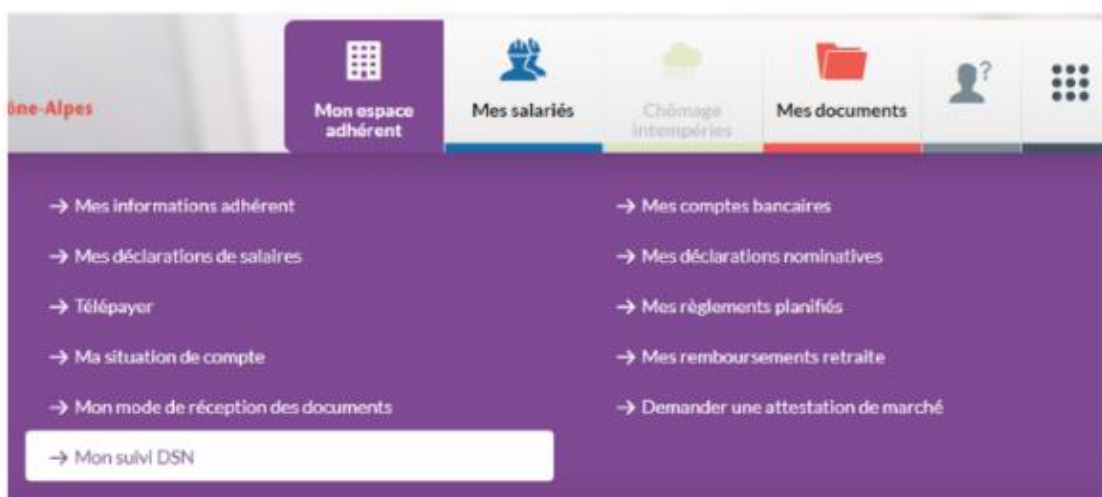 ône-Alpes
Mon espace
adhérent
Mes salariés
Chômage
intempéries
Mes documents
?
→ Mes informations adhérent
→ Mes déclarations de salaires
→ Télépayer
→ Ma situation de compte
→ Mon mode de réception des documents
→ Mon suivi DSN
→ Mes comptes bancaires
→ Mes déclarations nominatives
→ Mes règlements planifiés
→ Mes remboursements retraite
→ Demander une attestation de marché